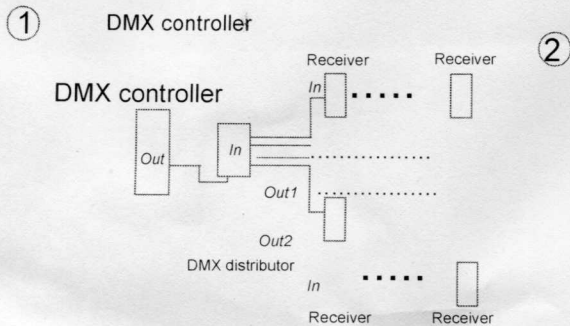 1 DMX controller
Receiver Receiver 2
In
DMX controller
Out In
Out1
Out2
DMX distributor
In
Receiver Receiver